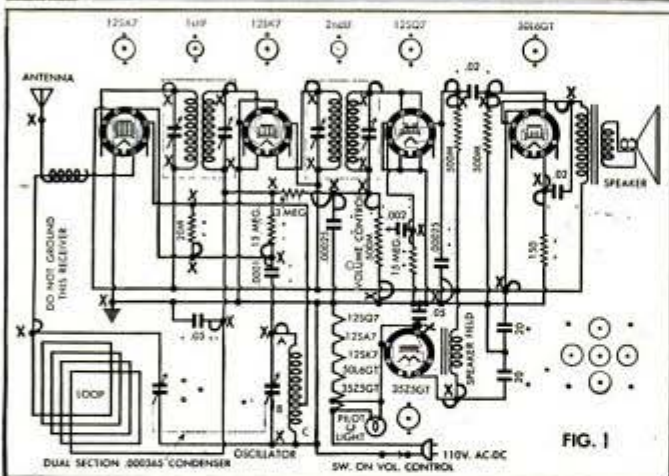 12SA7
1st IF
12SK7
2nd IF
12SQ7
50L6GT
ANTENNA
.02
500M
500M
SPEAKER
.02
DO NOT GROUND
THIS RECEIVER
25M
15 MEG.
3 MEG.
.0001
.00025
VOLUME CONTROL
500M
.002
15 MEG.
.00025
150
.05
.05
12SQ7
12SA7
12SK7
50L6GT
35Z5GT
35Z5GT
SPEAKER FIELD
20
20
LOOP
A
B
C
PILOT
LIGHT
OSCILLATOR
110V. AC-DC
FIG. 1
DUAL SECTION .000365 CONDENSER
SW. ON VOL. CONTROL